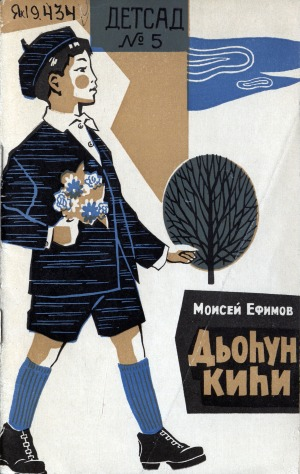 Як19.434
ДЕТСАД
№ 5
Моисей Ефимов
Дьоһун
киһи